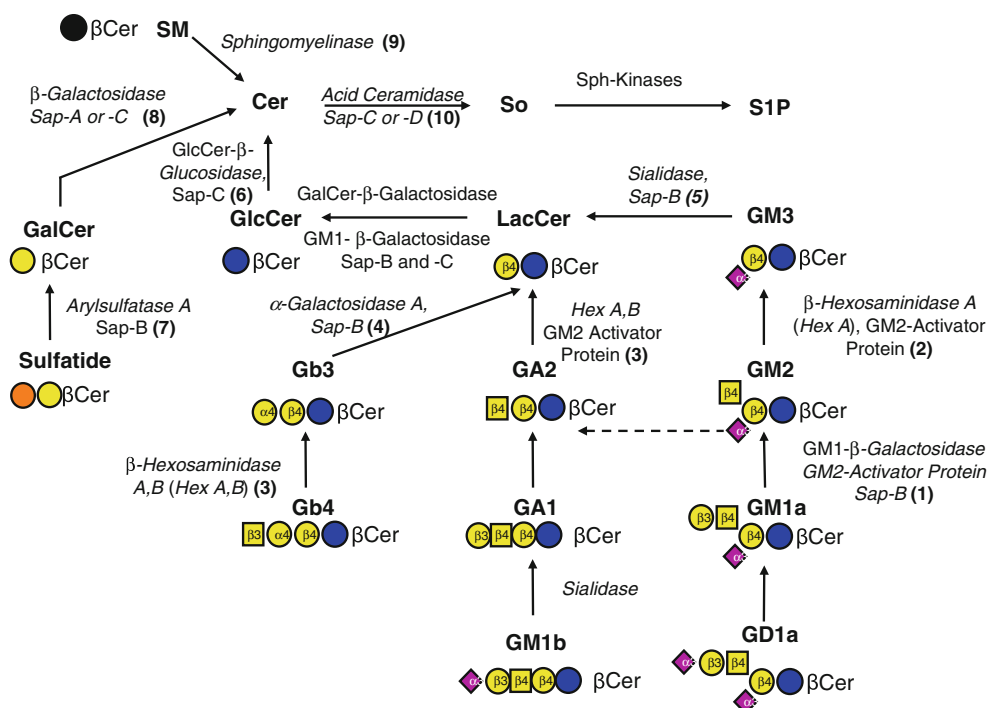 βCer SM
Sphingomyelinase (9)
β-Galactosidase
Sap-A or -C (8)
Cer
Acid Ceramidase
Sap-C or -D (10)
So
Sph-Kinases
S1P
GlcCer-β-
Glucosidase,
Sap-C (6)
GalCer
βCer
GlcCer
βCer
GalCer-β-Galactosidase
GM1- β-Galactosidase
Sap-B and -C
LacCer
β4 βCer
Sialidase,
Sap-B (5)
GM3
β4 βCer
α3
Arylsulfatase A
Sap-B (7)
Sulfatide
βCer
α-Galactosidase A,
Sap-B (4)
Hex A,B
GM2 Activator
Protein (3)
β-Hexosaminidase A
(Hex A), GM2-Activator
Protein (2)
Gb3
α4 β4 βCer
GA2
β4 β4 βCer
GM2
β4
β4 βCer
α3
β-Hexosaminidase
A,B (Hex A,B) (3)
GM1-β-Galactosidase
GM2-Activator Protein
Sap-B (1)
Gb4
β3 α4 β4 βCer
GA1
β3 β4 β4 βCer
GM1a
β3 β4
β4 βCer
α3
Sialidase
GM1b
α3 β3 β4 β4 βCer
GD1a
α3 β3 β4
β4 βCer
α3